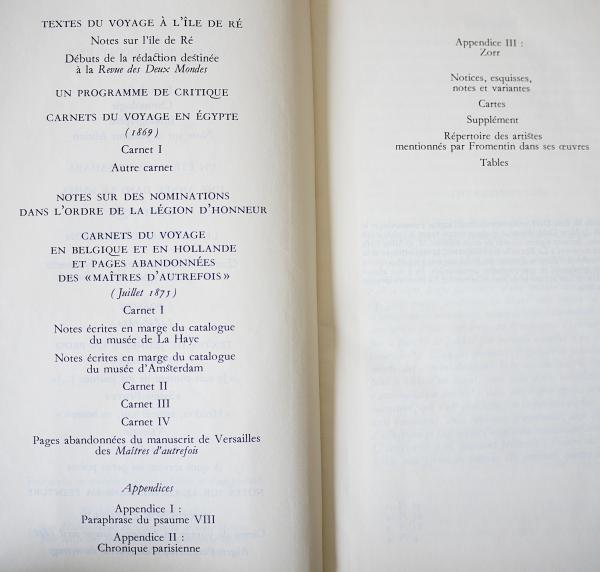 TEXTES DU VOYAGE À L'ÎLE DE RÉ
Notes sur l'île de Ré
Débuts de la rédaction destinée
à la Revue des Deux Mondes
UN PROGRAMME DE CRITIQUE
CARNETS DU VOYAGE EN ÉGYPTE
(1869)
Carnet I
Autre carnet
NOTES SUR DES NOMINATIONS
DANS L'ORDRE DE LA LÉGION D'HONNEUR
CARNETS DU VOYAGE
EN BELGIQUE ET EN HOLLANDE
ET PAGES ABANDONNÉES
DES «MAÎTRES D'AUTREFOIS»
(Juillet 1875)
Carnet I
Notes écrites en marge du catalogue
du musée de La Haye
Notes écrites en marge du catalogue
du musée d'Amsterdam
Carnet II
Carnet III
Carnet IV
Pages abandonnées du manuscrit de Versailles
des Maîtres d'autrefois
Appendices
Appendice I :
Paraphrase du psaume VIII
Appendice II :
Chronique parisienne
Appendice III :
Zorr
Notices, esquisses,
notes et variantes
Cartes
Supplément
Répertoire des artistes
mentionnés par Fromentin dans ses œuvres
Tables